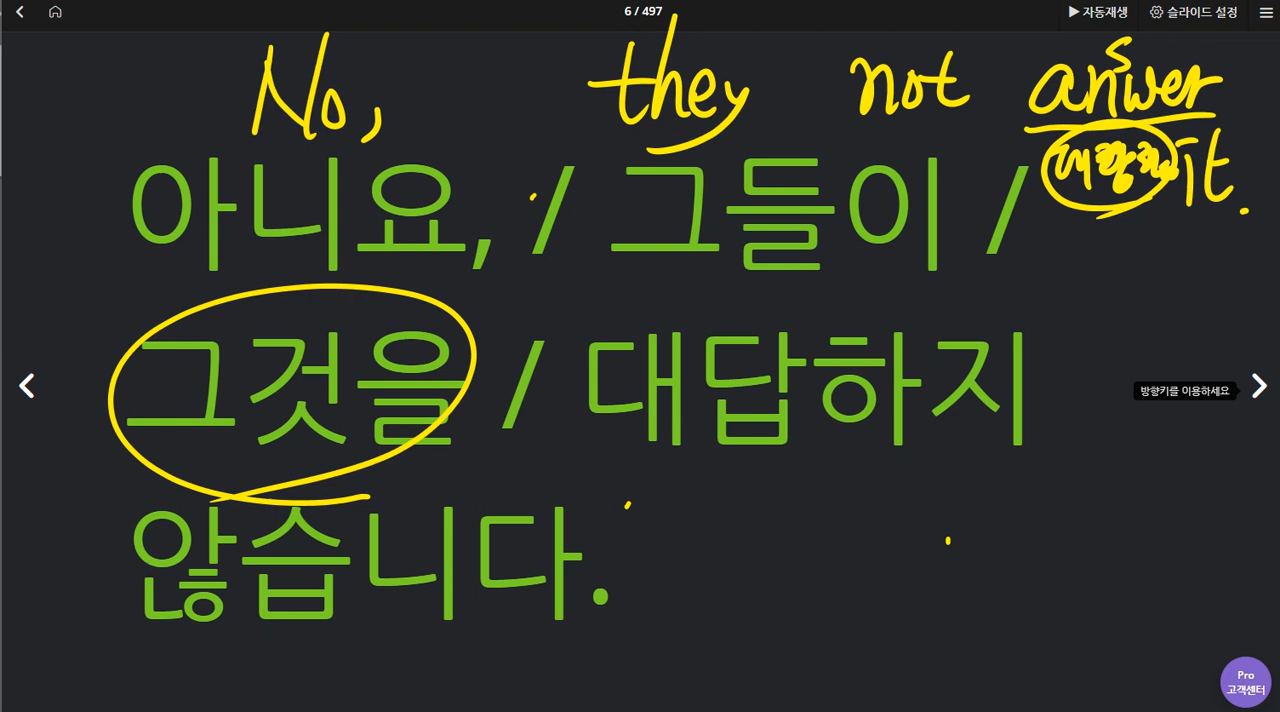 6 / 497
자동재생
슬라이드 설정
No, they not answer
it.
아니요, / 그들이 /
그것을 / 대답하지
방향키를 이용하세요
않습니다.
Pro
고객센터